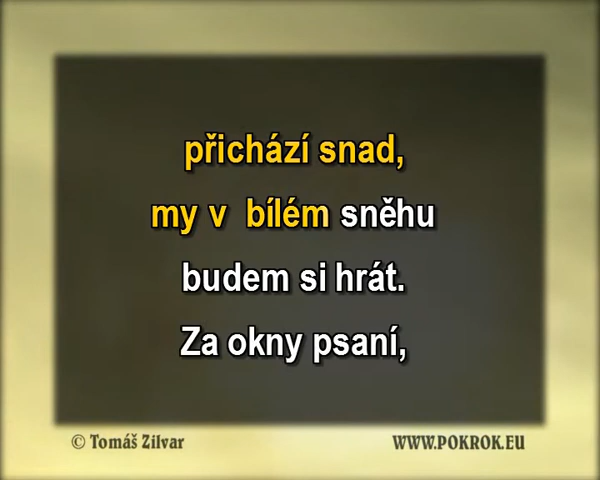 přichází snad,
my v bílém sněhu
budem si hrát.
Za okny psaní,
© Tomáš Zilvar
WWW.POKROK.EU